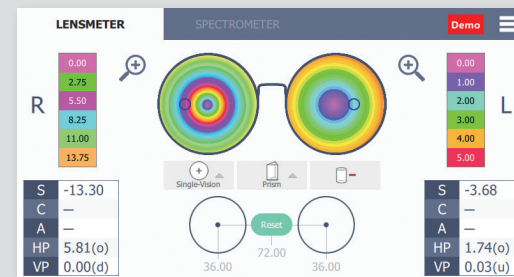 LENSMETER SPECTROMETER Demo
R
0.00
2.75
5.50
8.25
11.00
13.75
0.00
1.00
2.00
3.00
4.00
5.00
L
Single-Vision Prism
S -13.30
C —
A —
HP 5.81(o)
VP 0.00(d)
Reset
72.00
36.00 36.00
S -3.68
C —
A —
HP 1.74(o)
VP 0.03(u)